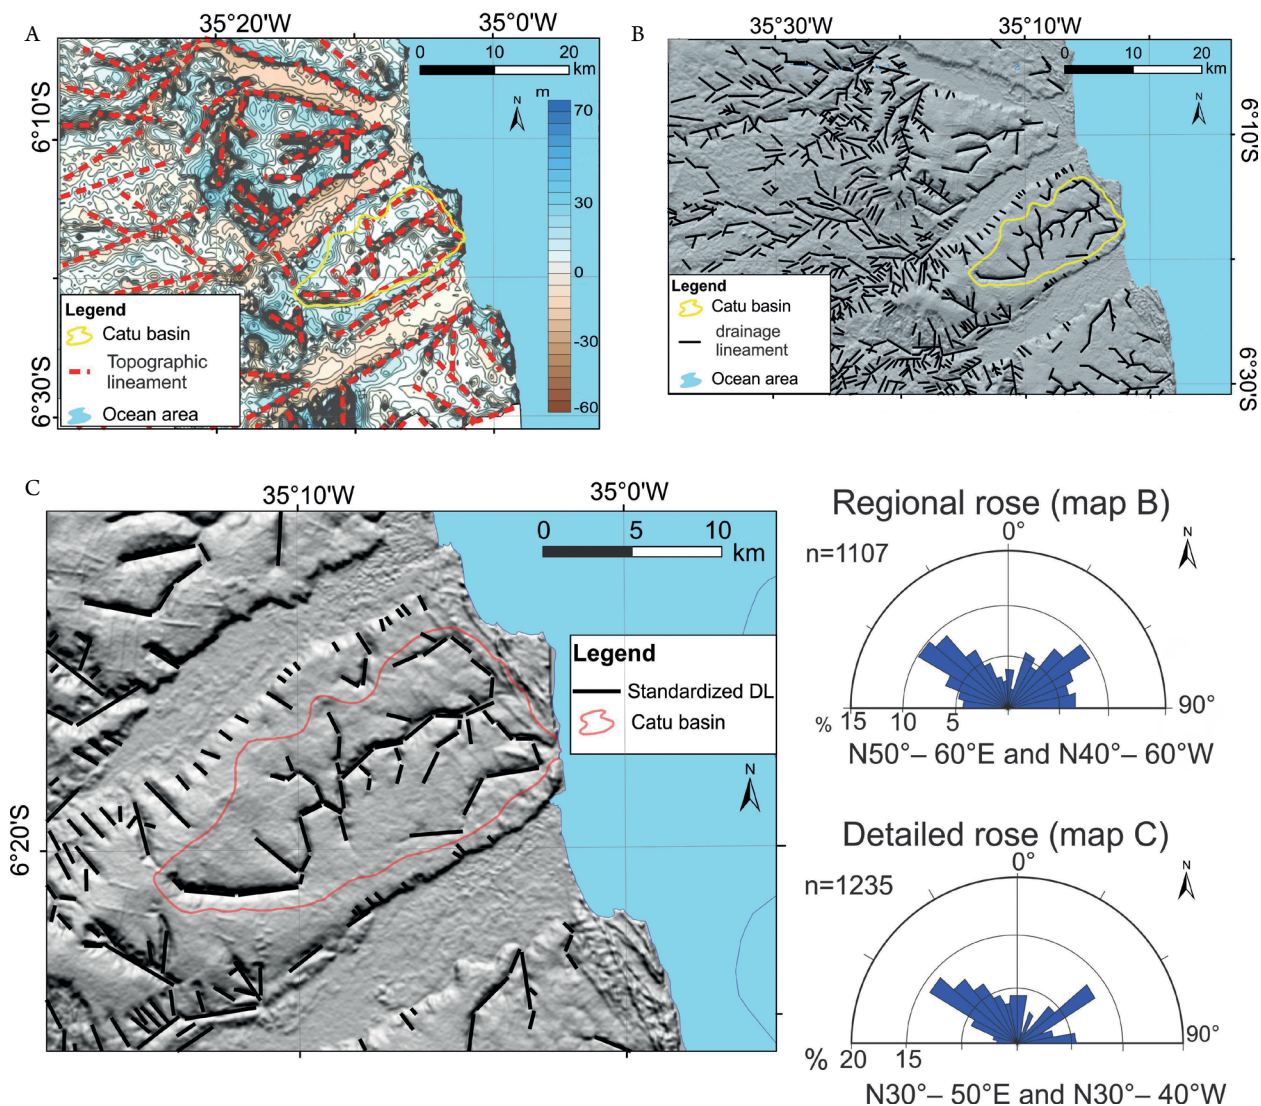 A
35°20'W
35°0'W
0
10
20
km
N
m
70
30
0
-30
-60
6°10'S
6°30'S
Legend
Catu basin
Topographic
lineament
Ocean area
B
35°30'W
35°10'W
0
10
20
km
N
6°10'S
6°30'S
Legend
Catu basin
drainage
lineament
Ocean area
C
35°10'W
35°0'W
0
5
10
km
6°20'S
Legend
Standardized DL
Catu basin
N
Regional rose (map B)
0°
N
n=1107
90°
% 15 10 5
N50°– 60°E and N40°– 60°W
Detailed rose (map C)
0°
N
n=1235
90°
% 20 15
N30°– 50°E and N30°– 40°W